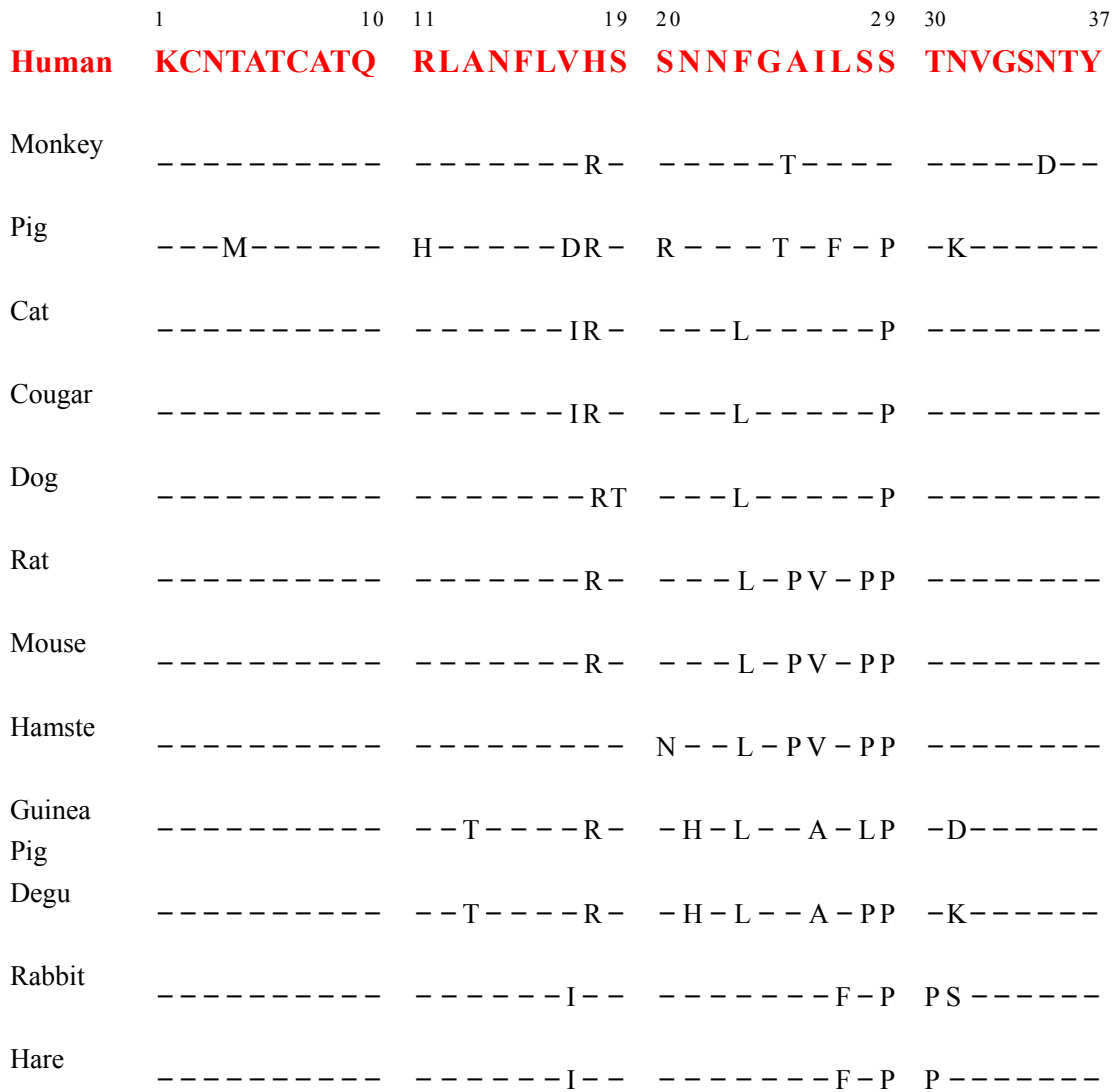 1 10 11 19 20 29 30 37
Human KCNTATCATQ RLANFLVHS SNNFGAILSS TNVGSNTY
Monkey
−−−−−−−−−− −−−−−−−R− −−−−−T−−−− −−−−−D−−
Pig
−−−M−−−−−− H−−−−−DR− R−−−T−F−P −K−−−−−−
Cat
−−−−−−−−−− −−−−−−IR− −−−L−−−−−P −−−−−−−−
Cougar
−−−−−−−−−− −−−−−−IR− −−−L−−−−−P −−−−−−−−
Dog
−−−−−−−−−− −−−−−−−RT −−−L−−−−−P −−−−−−−−
Rat
−−−−−−−−−− −−−−−−−R− −−−L−PV−PP −−−−−−−−
Mouse
−−−−−−−−−− −−−−−−−R− −−−L−PV−PP −−−−−−−−
Hamste
−−−−−−−−−− −−−−−−−−− N−−L−PV−PP −−−−−−−−
Guinea
Pig
−−−−−−−−−− −−T−−−−R− −H−L−−A−LP −D−−−−−−
Degu
−−−−−−−−−− −−T−−−−R− −H−L−−A−PP −K−−−−−−
Rabbit
−−−−−−−−−− −−−−−−I−− −−−−−−−F−P PS−−−−−−
Hare
−−−−−−−−−− −−−−−−I−− −−−−−−−F−P P−−−−−−−